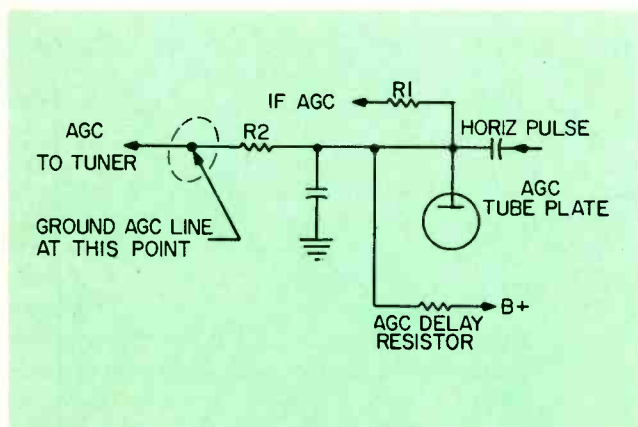 IF AGC
R1
R2
AGC
TO TUNER
HORIZ PULSE
AGC
TUBE PLATE
GROUND AGC LINE
AT THIS POINT
B+
AGC DELAY
RESISTOR